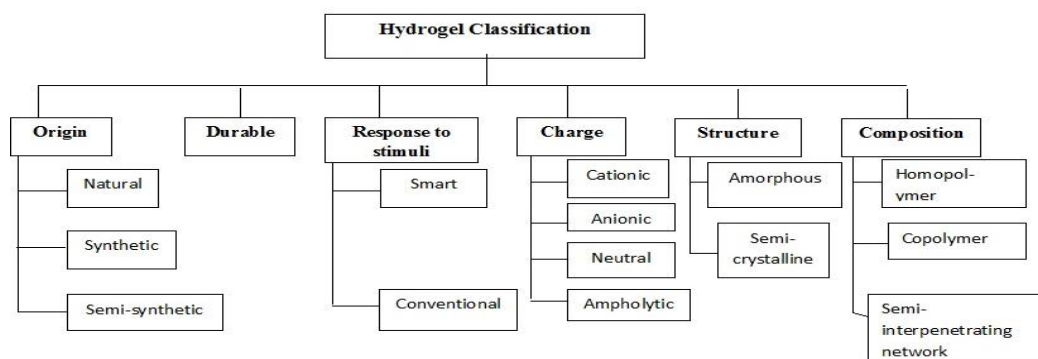 Hydrogel Classification
Origin
Natural
Synthetic
Semi-synthetic
Durable
Response to
stimuli
Smart
Conventional
Charge
Cationic
Anionic
Neutral
Ampholytic
Structure
Amorphous
Semi-
crystalline
Composition
Homopol-
ymer
Copolymer
Semi-
interpenetrating
network